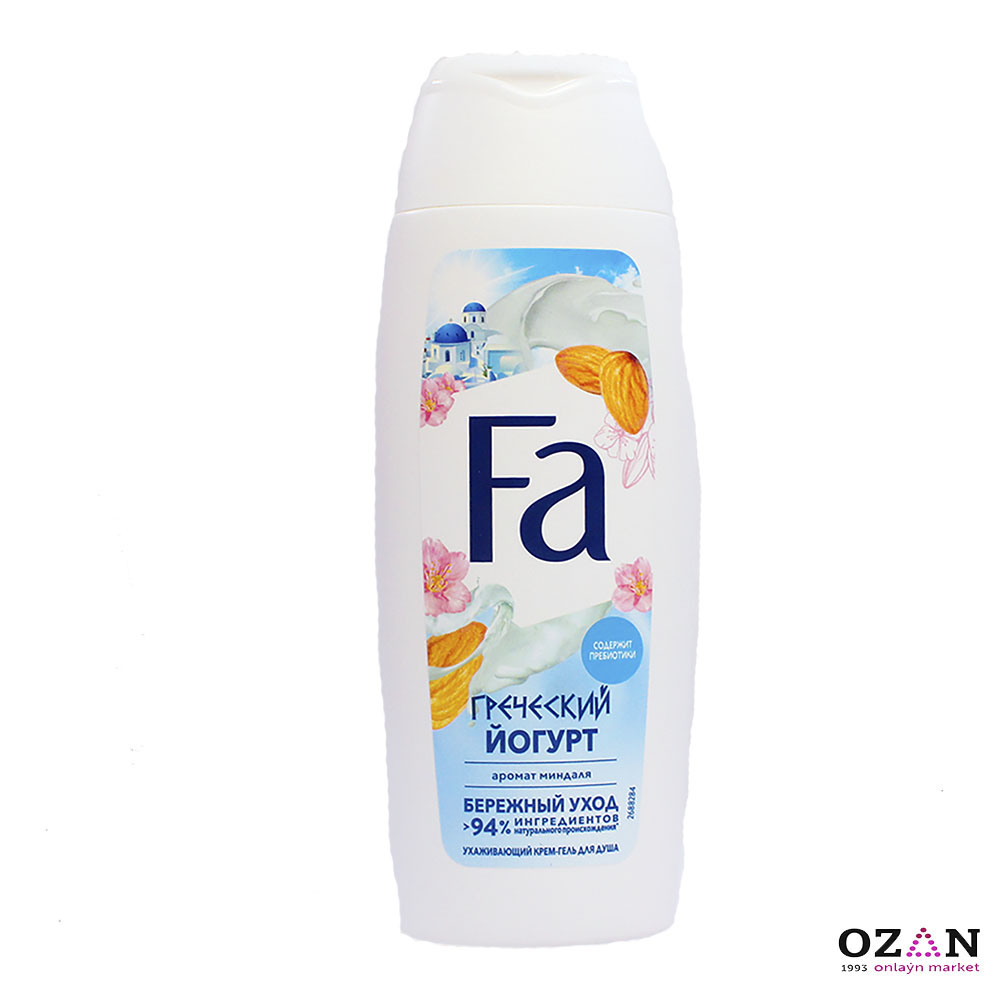 Fa
СОДЕРЖИТ
ПРЕБИОТИКИ
ГРЕЧЕСКИЙ
ЙОГУРТ
аромат миндаля
БЕРЕЖНЫЙ УХОД
>94% ИНГРЕДИЕНТОВ
натурального происхождения*
УХАЖИВАЮЩИЙ КРЕМ-ГЕЛЬ ДЛЯ ДУША
2688284
OZAN
1993 onlaýn market